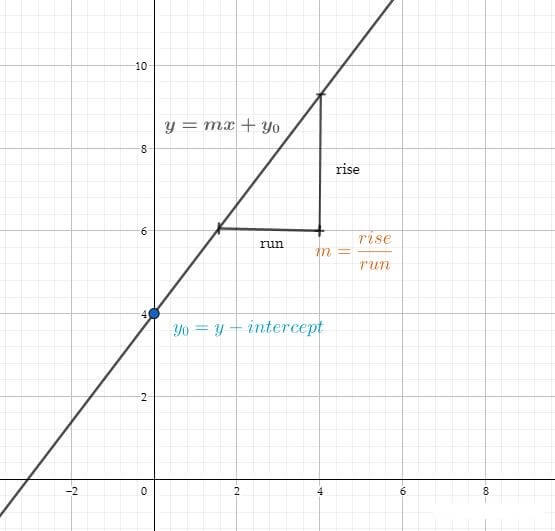 10
y = mx + y₀
8
rise
6
run
m = rise/run
4
y₀ = y − intercept
2
−2 0 2 4 6 8